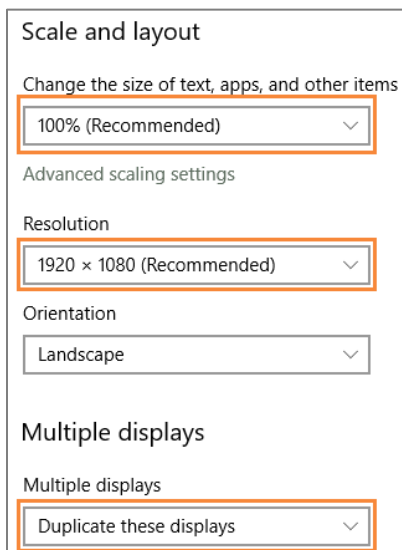 Scale and layout
Change the size of text, apps, and other items
100% (Recommended)
Advanced scaling settings
Resolution
1920 × 1080 (Recommended)
Orientation
Landscape
Multiple displays
Multiple displays
Duplicate these displays